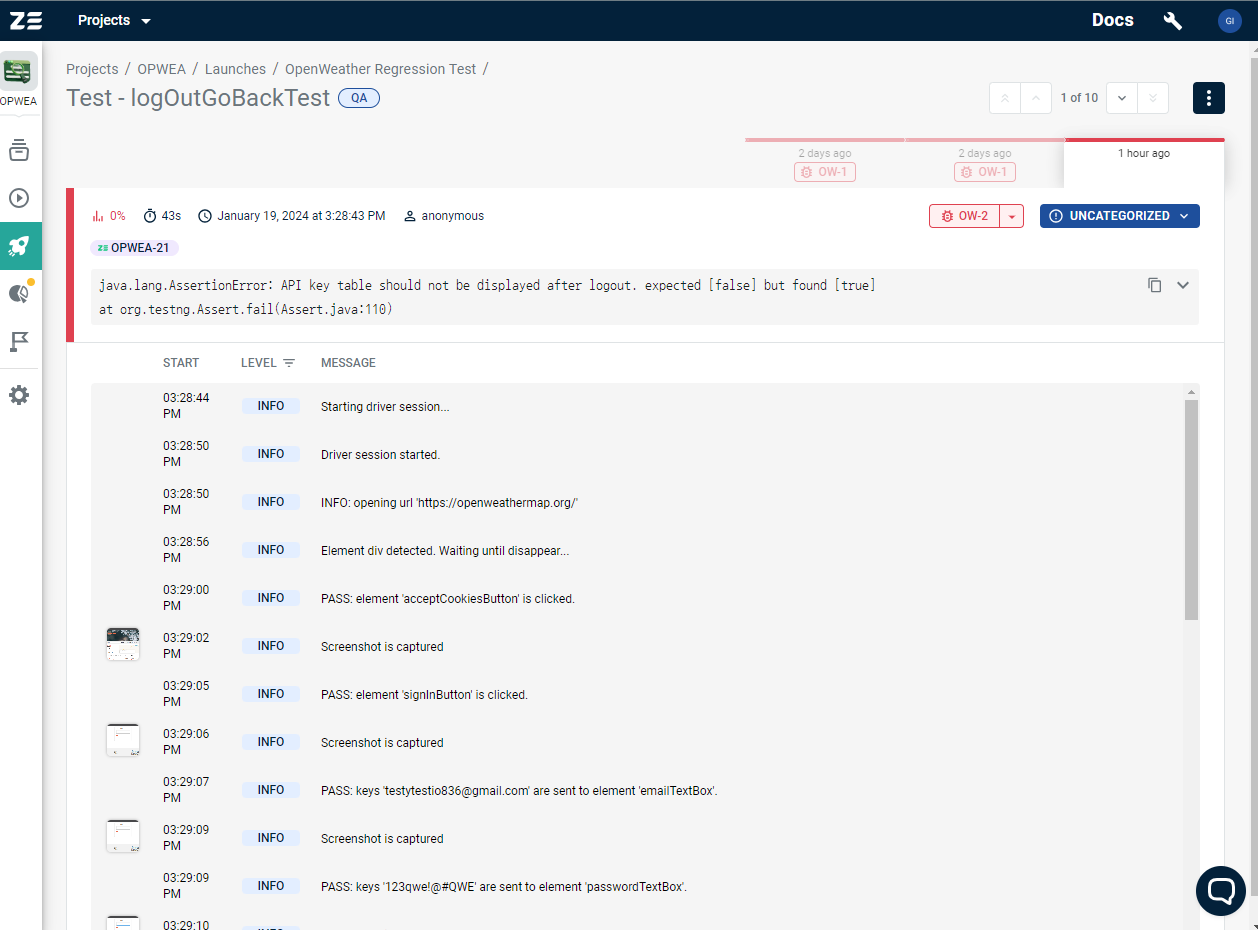 ZE Projects Docs GI
OPWEA
Projects / OPWEA / Launches / OpenWeather Regression Test /
Test - logOutGoBackTest QA
1 of 10
2 days ago 2 days ago 1 hour ago
OW-1 OW-1
0% 43s January 19, 2024 at 3:28:43 PM anonymous
OW-2 UNCATEGORIZED
ZE OPWEA-21
java.lang.AssertionError: API key table should not be displayed after logout. expected [false] but found [true]
at org.testng.Assert.fail(Assert.java:110)
START LEVEL MESSAGE
03:28:44 PM INFO Starting driver session...
03:28:50 PM INFO Driver session started.
03:28:50 PM INFO INFO: opening url 'https://openweathermap.org/'
03:28:56 PM INFO Element div detected. Waiting until disappear...
03:29:00 PM INFO PASS: element 'acceptCookiesButton' is clicked.
03:29:02 PM INFO Screenshot is captured
03:29:05 PM INFO PASS: element 'signInButton' is clicked.
03:29:06 PM INFO Screenshot is captured
03:29:07 PM INFO PASS: keys 'testytestio836@gmail.com' are sent to element 'emailTextBox'.
03:29:09 PM INFO Screenshot is captured
03:29:09 PM INFO PASS: keys '123qwe!@#QWE' are sent to element 'passwordTextBox'.
03:29:10